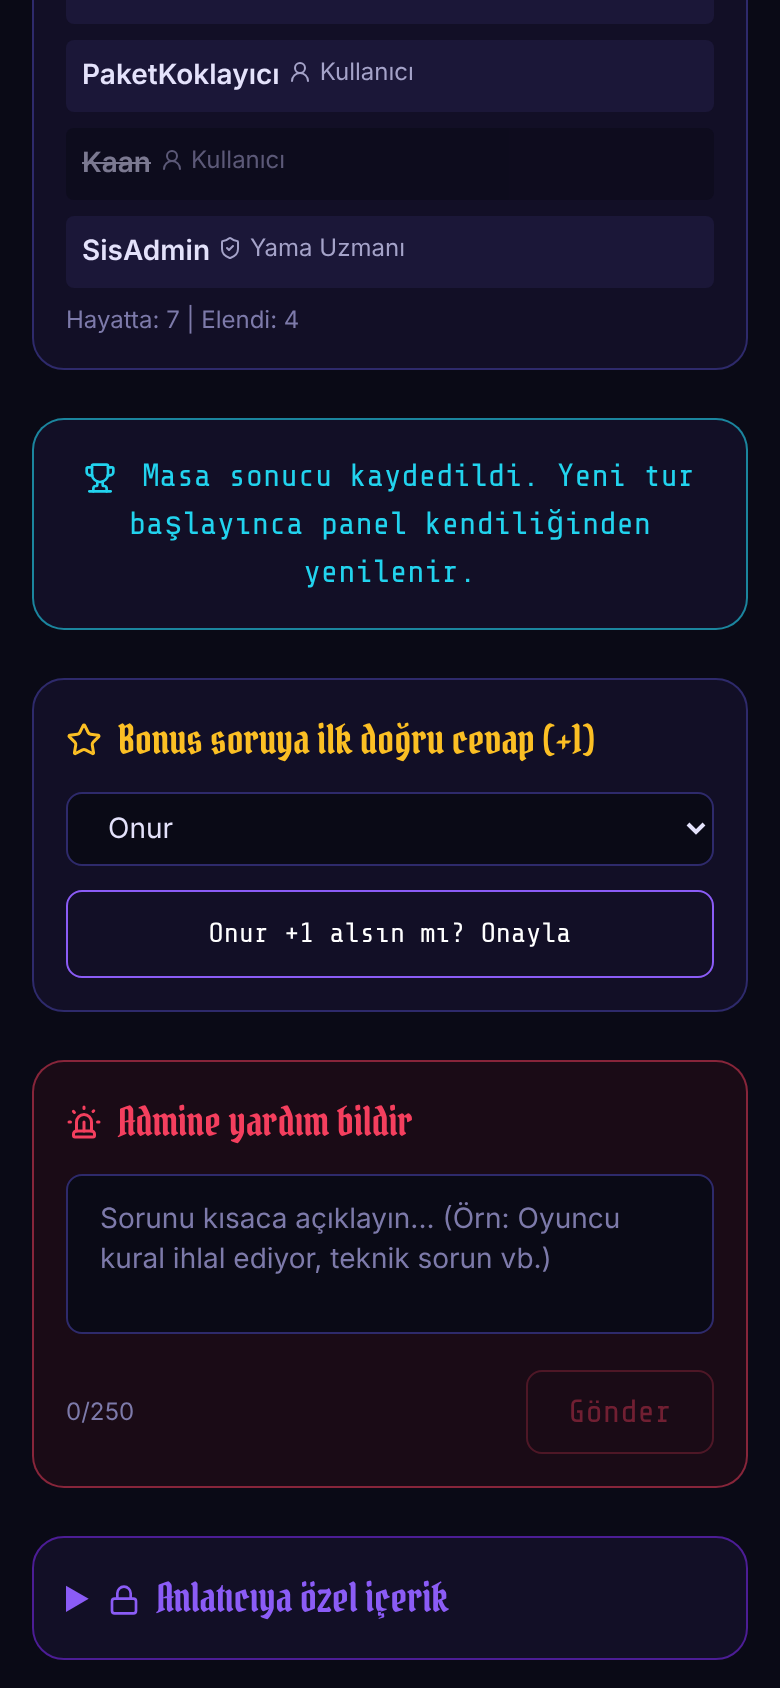 PaketKoklayıcı Kullanıcı
Kaan Kullanıcı
SisAdmin Yama Uzmanı
Hayatta: 7 | Elendi: 4
Masa sonucu kaydedildi. Yeni tur
başlayınca panel kendiliğinden
yenilenir.
Bonus soruya ilk doğru cevap (+1)
Onur
Onur +1 alsın mı? Onayla
Admine yardım bildir
Sorunu kısaca açıklayın... (Örn: Oyuncu
kural ihlal ediyor, teknik sorun vb.)
0/250
Gönder
Anlatıcıya özel içerik